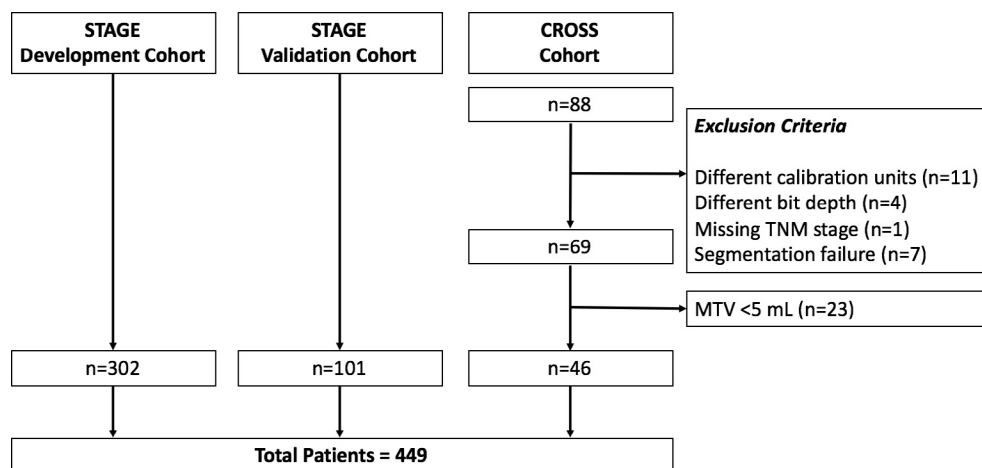 STAGE
Development Cohort
STAGE
Validation Cohort
CROSS
Cohort
n=88
Exclusion Criteria
Different calibration units (n=11)
Different bit depth (n=4)
Missing TNM stage (n=1)
Segmentation failure (n=7)
n=69
MTV <5 mL (n=23)
n=302
n=101
n=46
Total Patients = 449